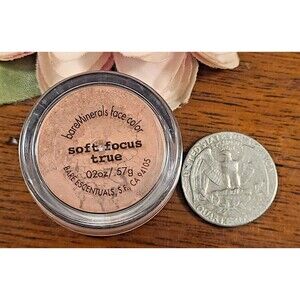 bareMinerals face color
soft focus
true
.02oz/.57g
BARE ESCENTUALS, S.F., CA 94105